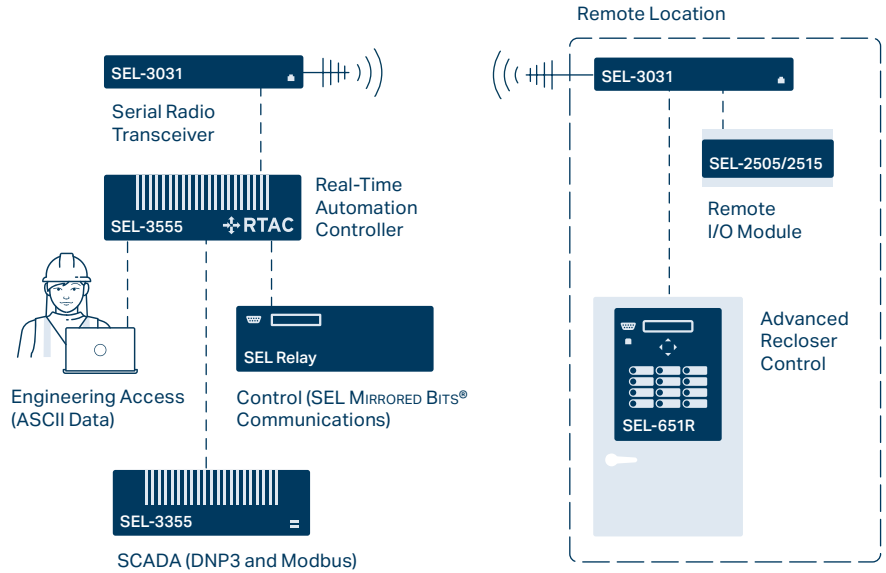 Remote Location
SEL-3031
Serial Radio
Transceiver
SEL-3555
RTAC
Real-Time
Automation
Controller
SEL Relay
Engineering Access
(ASCII Data)
Control (SEL MIRRORED BITS®
Communications)
SEL-3355
SCADA (DNP3 and Modbus)
SEL-3031
SEL-2505/2515
Remote
I/O Module
SEL-651R
Advanced
Recloser
Control